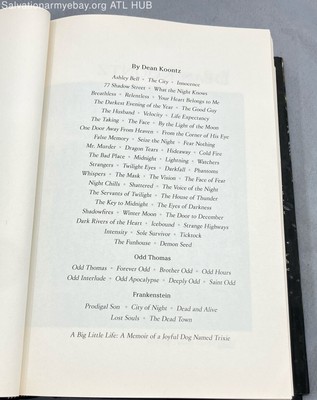 Salvationarmyebay.org ATL HUB
By Dean Koontz
Ashley Bell • The City • Innocence
77 Shadow Street • What the Night Knows
Breathless • Relentless • Your Heart Belongs to Me
The Darkest Evening of the Year • The Good Guy
The Husband • Velocity • Life Expectancy
The Taking • The Face • By the Light of the Moon
One Door Away From Heaven • From the Corner of His Eye
False Memory • Seize the Night • Fear Nothing
Mr. Murder • Dragon Tears • Hideaway • Cold Fire
The Bad Place • Midnight • Lightning • Watchers
Strangers • Twilight Eyes • Darkfall • Phantoms
Whispers • The Mask • The Vision • The Face of Fear
Night Chills • Shattered • The Voice of the Night
The Servants of Twilight • The House of Thunder
The Key to Midnight • The Eyes of Darkness
Shadowfires • Winter Moon • The Door to December
Dark Rivers of the Heart • Icebound • Strange Highways
Intensity • Sole Survivor • Ticktock
The Funhouse • Demon Seed
Odd Thomas
Odd Thomas • Forever Odd • Brother Odd • Odd Hours
Odd Interlude • Odd Apocalypse • Deeply Odd • Saint Odd
Frankenstein
Prodigal Son • City of Night • Dead and Alive
Lost Souls • The Dead Town
A Big Little Life: A Memoir of a Joyful Dog Named Trixie